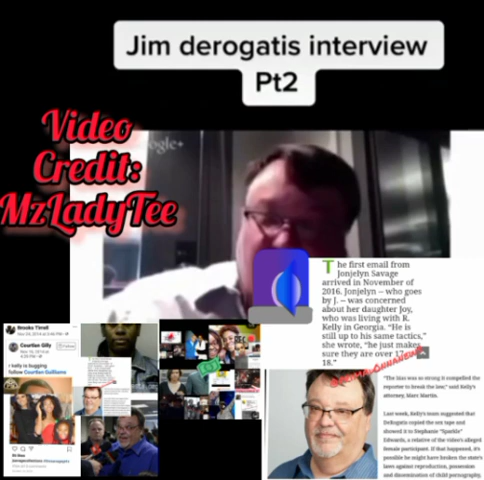 Jim derogatis interview
Pt2
ogle+
Video
Credit:
MzLadyTee
The first email from
Jonjelyn Savage
arrived in November of
2016. Jonjelyn -- who goes
by J. -- was concerned
about her daughter Joy,
who was living with R.
Kelly in Georgia. "He is
still up to his same tactics,"
she wrote, "he just makes
sure they are over 17
18."
Courtian Gilly
r kelly is bugging
follow
"The bias was so strong it compelled the
reporter to break the law," said Kelly's
attorney, Marc Martin.
Last week, Kelly's team suggested that
DeRogatis copied the sex tape and
showed it to Stephanie "Sparkle"
Edwards, a relative of the video's alleged
female participant. If that happened, it's
possible he might have broken the state's
laws against reproduction, possession
and dissemination of child pornography,